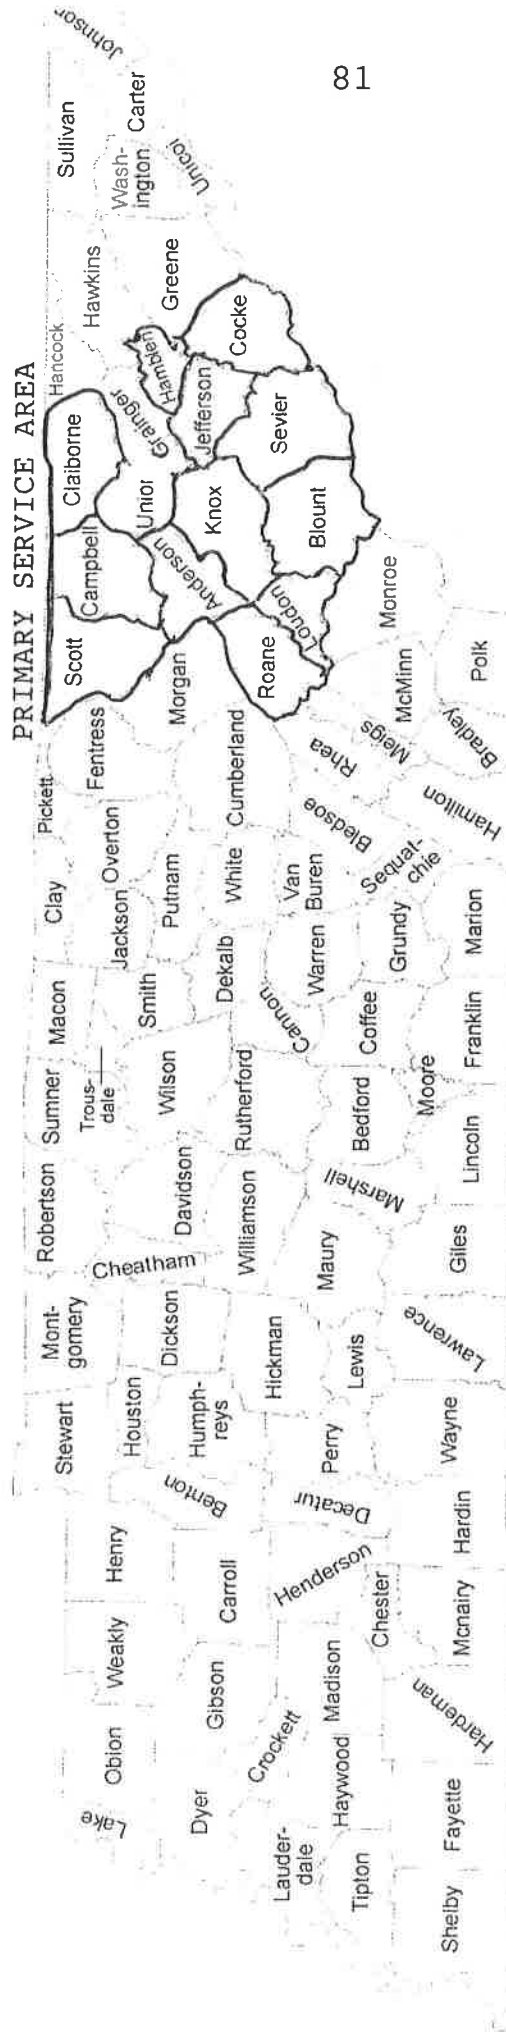 81
PRIMARY SERVICE AREA
Johnson
Sullivan
Carter
Wash-
ington
Unicoi
Hancock
Hawkins
Greene
Claiborne
Grainger
Hamblen
Cocke
Jefferson
Campbell
Union
Knox
Sevier
Scott
Anderson
Blount
Morgan
Roane
Loudon
Monroe
Pickett
Fentress
Cumberland
Rhea
Meigs
McMinn
Polk
Bradley
Clay
Overton
Jackson
Putnam
White
Van
Buren
Bledsoe
Sequat-
chie
Hamilton
Macon
Smith
Dekalb
Cannon
Warren
Grundy
Marion
Sumner
Trous-
dale
Wilson
Rutherford
Coffee
Bedford
Moore
Franklin
Robertson
Davidson
Williamson
Marshell
Lincoln
Cheatham
Maury
Giles
Mont-
gomery
Dickson
Hickman
Lewis
Lawrence
Stewart
Houston
Humph-
reys
Perry
Wayne
Benton
Decatur
Hardin
Henry
Carroll
Henderson
Chester
Mcnairy
Weakly
Gibson
Madison
Hardeman
Obion
Crockett
Haywood
Lake
Dyer
Lauder-
dale
Tipton
Fayette
Shelby